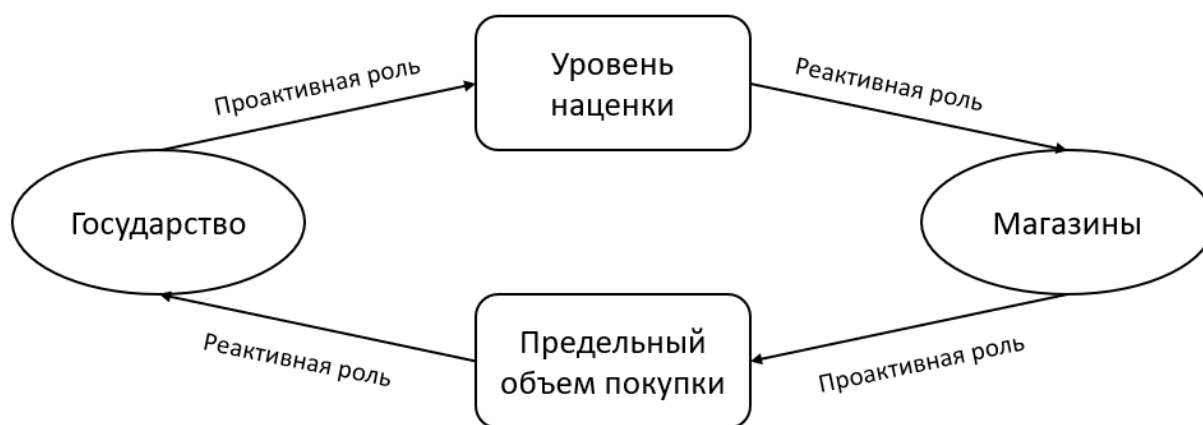 Уровень
наценки
Проактивная роль
Реактивная роль
Государство
Магазины
Предельный
объем покупки
Реактивная роль
Проактивная роль